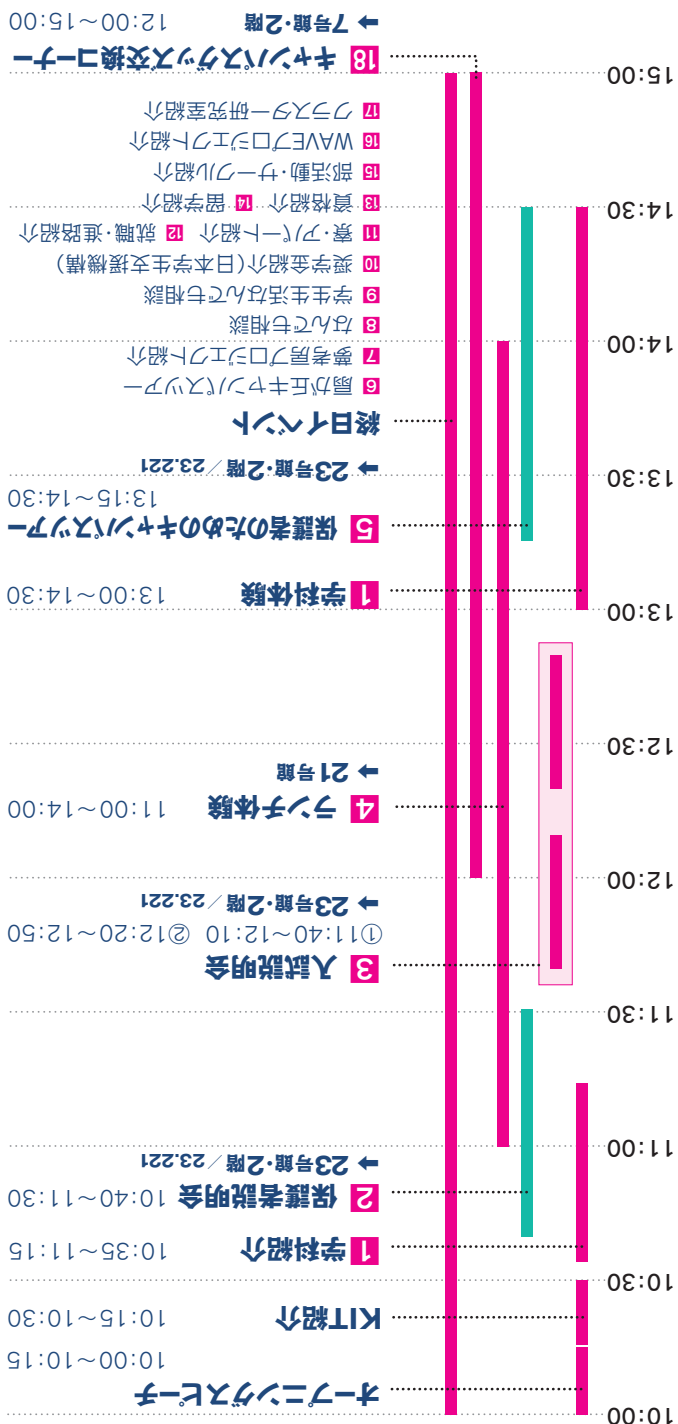 10:00
オープニングスピーチ
10:00～10:15
KIT紹介 10:15～10:30
10:30
1 学科紹介 10:35～11:15
2 保護者説明会 10:40～11:30
➡ 23号館・2階／23.221
11:00
11:30
3 入試説明会
①11:40～12:10 ②12:20～12:50
➡ 23号館・2階／23.221
12:00
4 ランチ体験 11:00～14:00
➡ 21号館
12:30
13:00
1 学科体験 13:00～14:30
5 保護者のためのキャンパスツアー
13:15～14:30
➡ 23号館・2階／23.221
13:30
終日イベント
6 扇が丘キャンパスツアー
7 夢考房プロジェクト紹介
14:00
8 なんでも相談
9 学生生活なんでも相談
10 奨学金紹介(日本学生支援機構)
11 寮・アパート紹介 12 就職・進路紹介
14:30
13 資格紹介 14 留学紹介
15 部活動・サークル紹介
16 WAVEプロジェクト紹介
17 クラスター研究室紹介
15:00
18 キャンパスグッズ交換コーナー
➡ 7号館・2階 12:00～15:00